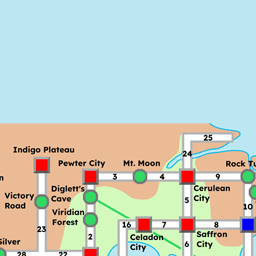 25
24
Indigo Plateau
Pewter City
Mt. Moon
Rock Tu
3
4
9
Diglett's
Cave
Cerulean
City
Victory
Road
5
10
Viridian
Forest
23
2
16
7
8
Celadon
City
Saffron
City
Silver
6
28
22